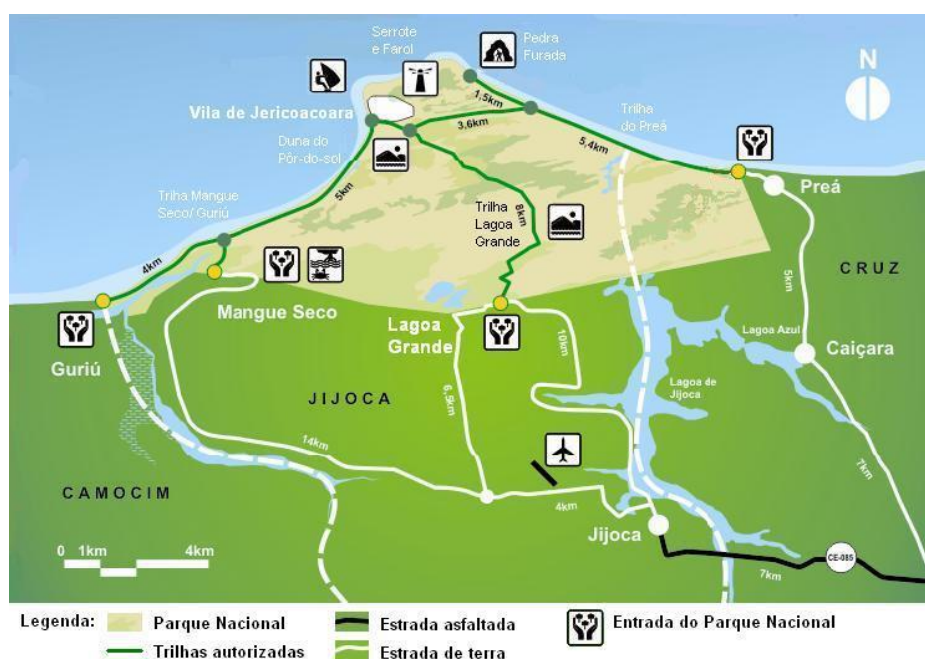 Serrote
e Farol
Pedra
Furada
N
Vila de Jericoacoara
1,5km
3,6km
Trilha
do Preá
Duna do
Pôr-do-sol
5,4km
Preá
Trilha Mangue
Seco/ Guriú
5km
8km
Trilha
Lagoa
Grande
4km
CRUZ
5km
Mangue Seco
Lagoa
Grande
Guriú
10km
Lagoa Azul
Caiçara
Lagoa de
Jijoca
JIJOCA
6,5km
14km
7km
CAMOCIM
4km
Jijoca
0 1km 4km
7km
CE-085
Legenda:
Parque Nacional
Estrada asfaltada
Entrada do Parque Nacional
Trilhas autorizadas
Estrada de terra